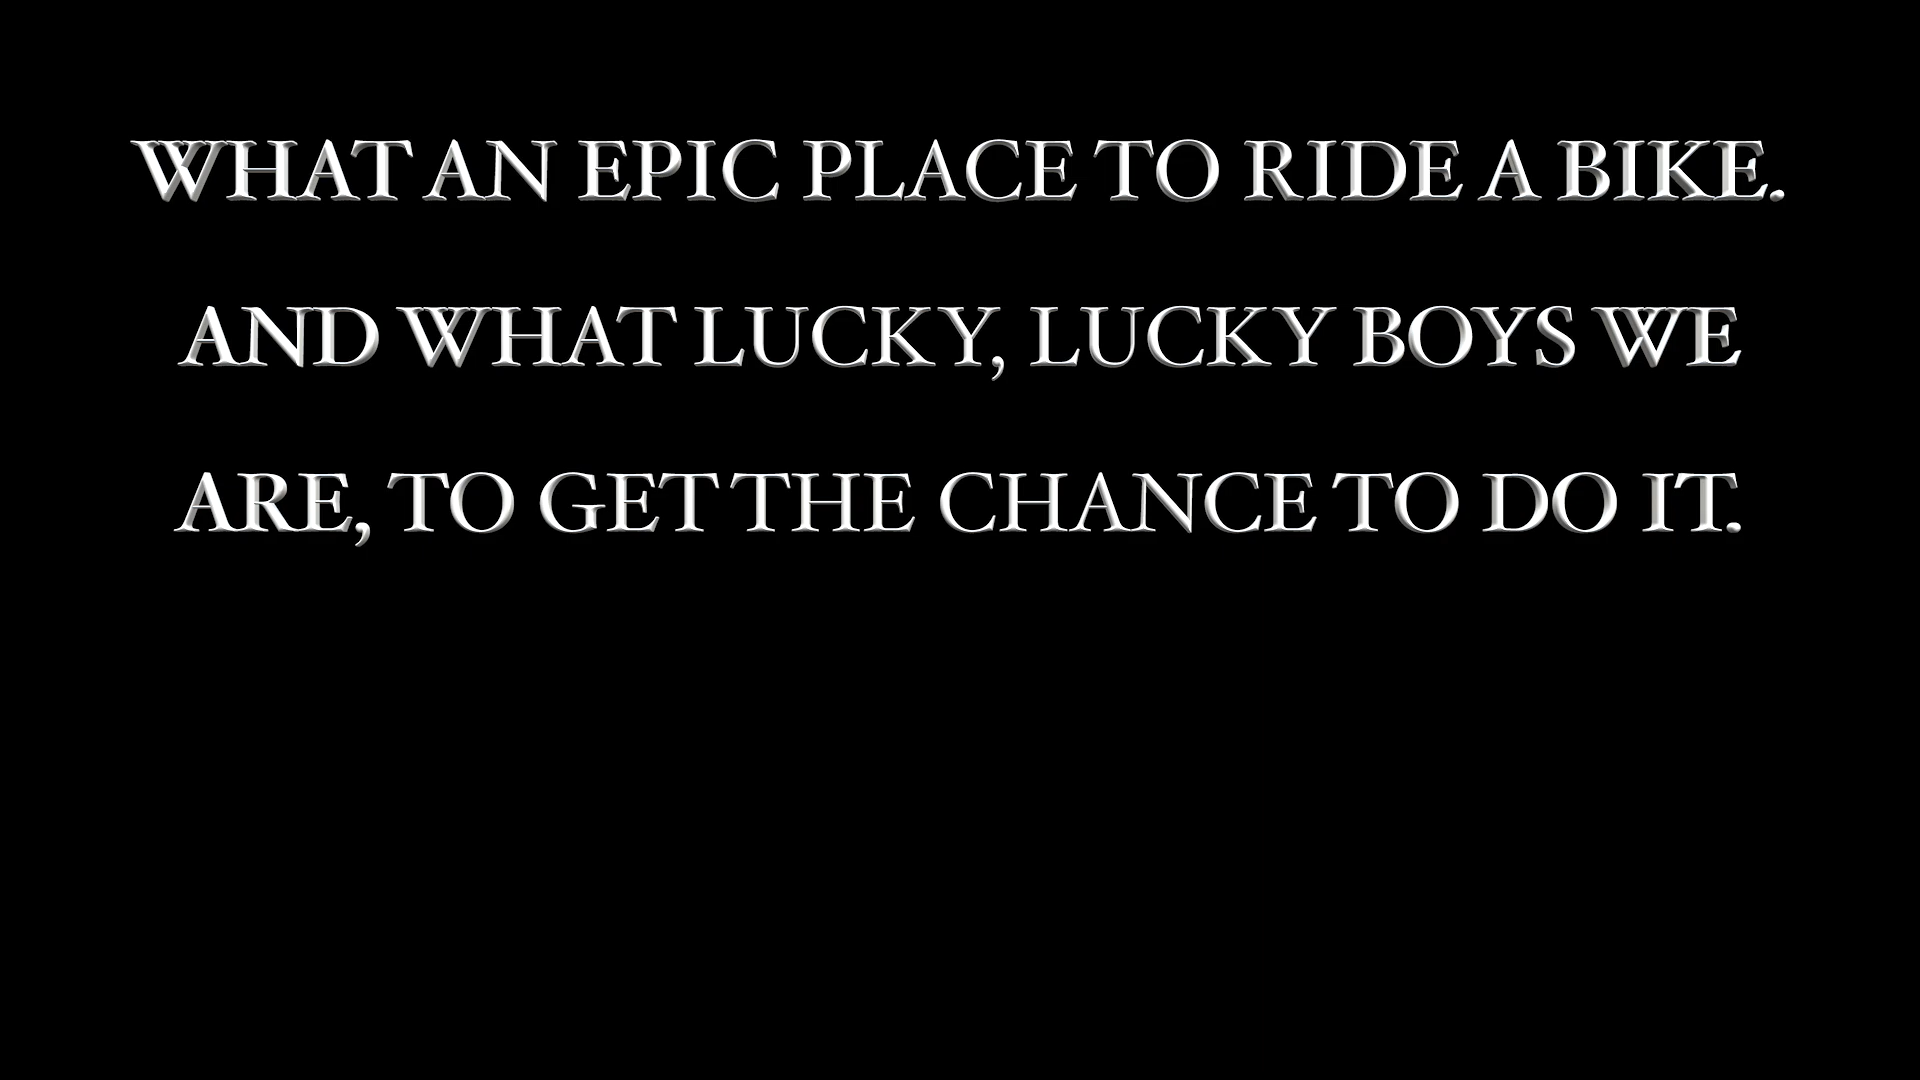 WHAT AN EPIC PLACE TO RIDE A BIKE.
AND WHAT LUCKY, LUCKY BOYS WE
ARE, TO GET THE CHANCE TO DO IT.